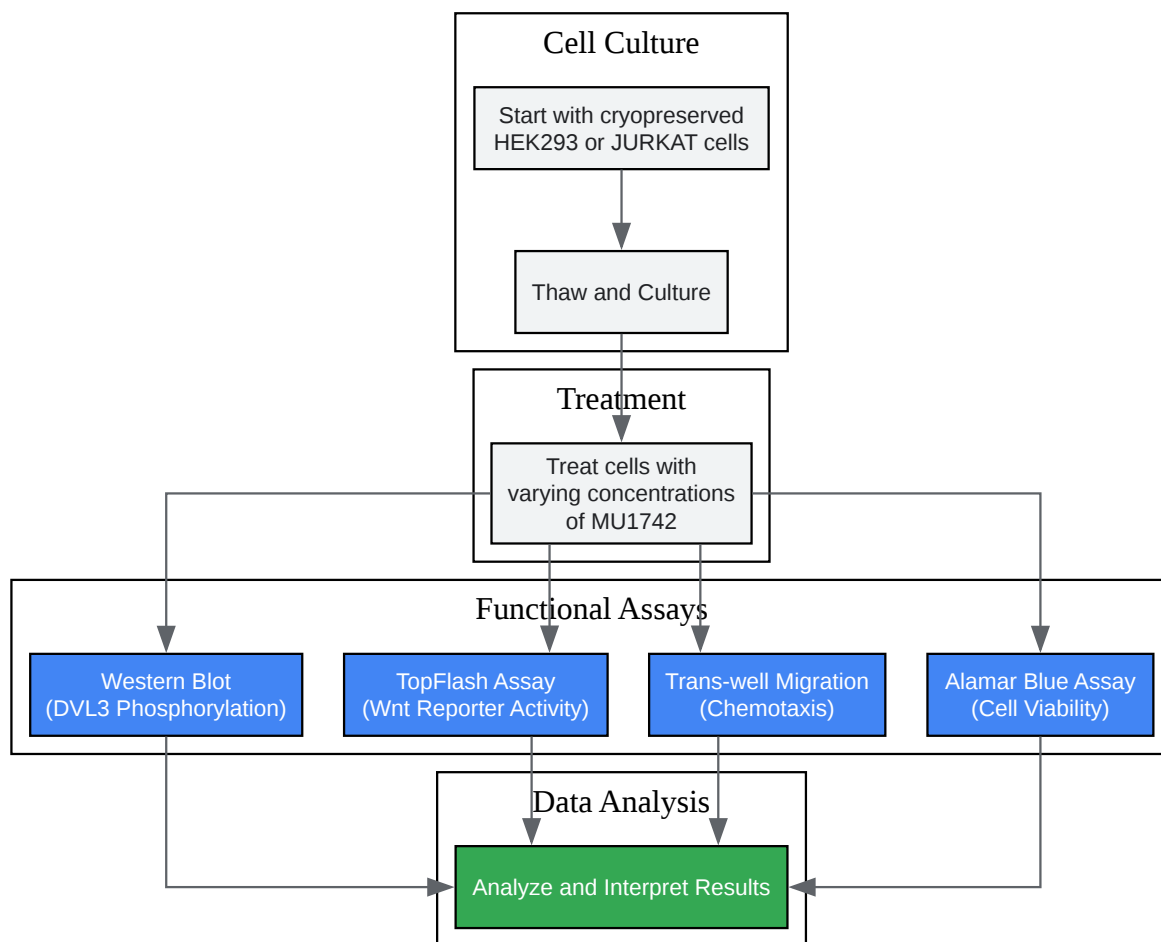 Cell Culture
Start with cryopreserved
HEK293 or JURKAT cells
Thaw and Culture
Treatment
Treat cells with
varying concentrations
of MU1742
Functional Assays
Western Blot
(DVL3 Phosphorylation)
TopFlash Assay
(Wnt Reporter Activity)
Trans-well Migration
(Chemotaxis)
Alamar Blue Assay
(Cell Viability)
Data Analysis
Analyze and Interpret Results